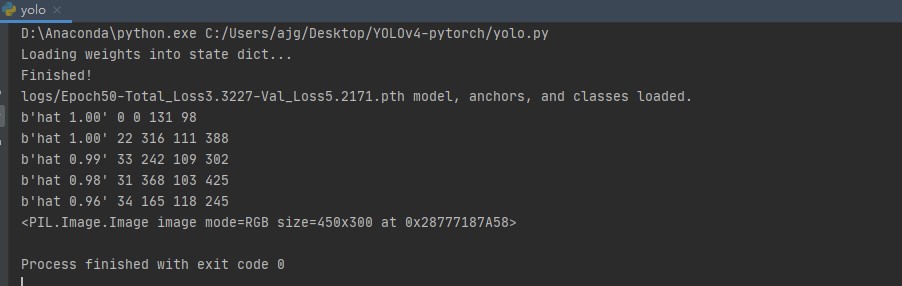 yolo
D:\Anaconda\python.exe C:/Users/ajg/Desktop/YOLOv4-pytorch/yolo.py
Loading weights into state dict...
Finished!
logs/Epoch50-Total_Loss3.3227-Val_Loss5.2171.pth model, anchors, and classes loaded.
b'hat 1.00' 0 0 131 98
b'hat 1.00' 22 316 111 388
b'hat 0.99' 33 242 109 302
b'hat 0.98' 31 368 103 425
b'hat 0.96' 34 165 118 245
<PIL.Image.Image image mode=RGB size=450x300 at 0x28777187A58>
Process finished with exit code 0